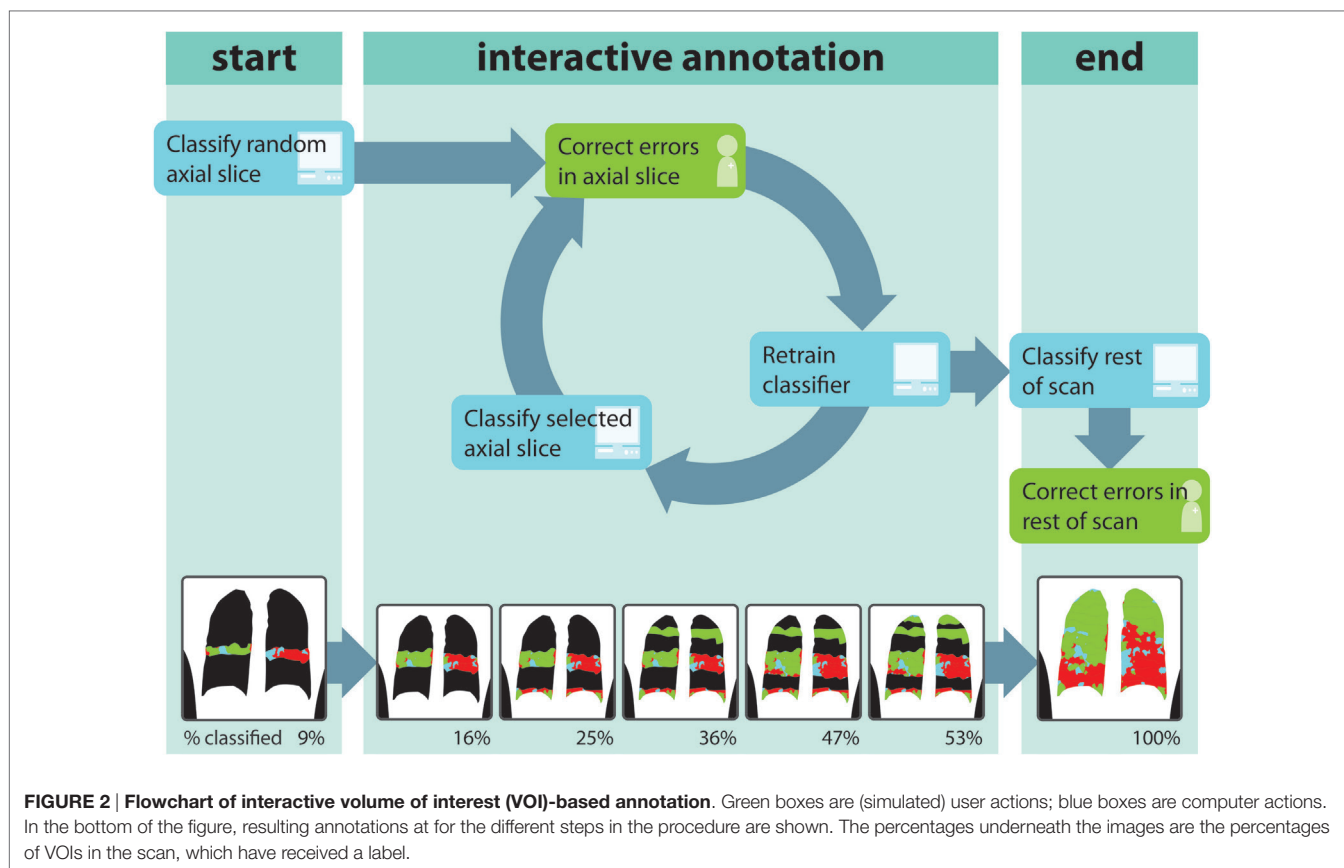 start
interactive annotation
end
Classify random
axial slice
Correct errors
in axial slice
Retrain
classifier
Classify selected
axial slice
Classify rest
of scan
Correct errors in
rest of scan
% classified 9%
16%
25%
36%
47%
53%
100%
FIGURE 2 | Flowchart of interactive volume of interest (VOI)-based annotation. Green boxes are (simulated) user actions; blue boxes are computer actions.
In the bottom of the figure, resulting annotations at for the different steps in the procedure are shown. The percentages underneath the images are the percentages
of VOIs in the scan, which have received a label.